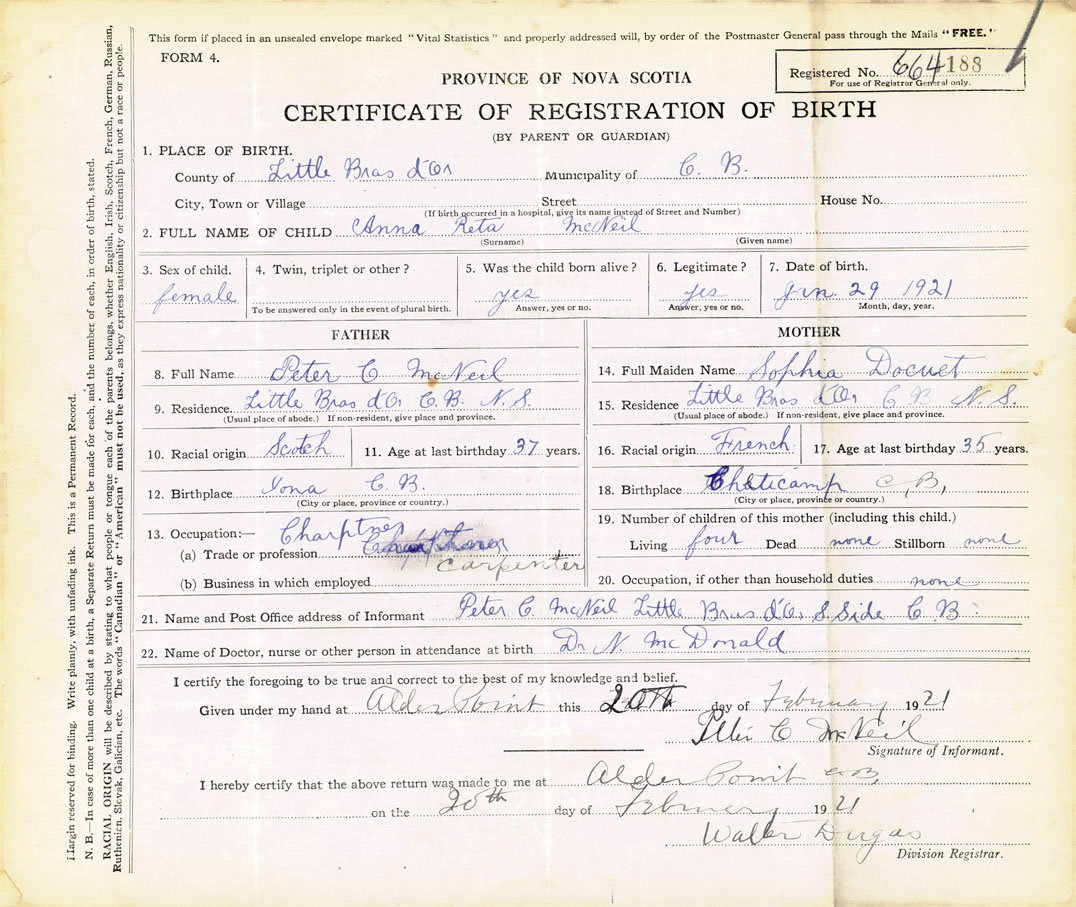 This form if placed in an unsealed envelope marked "Vital Statistics" and properly addressed will, by order of the Postmaster General pass through the Mails "FREE."
FORM 4.
Registered No. 664188
For use of Registrar General only.
PROVINCE OF NOVA SCOTIA
CERTIFICATE OF REGISTRATION OF BIRTH
(BY PARENT OR GUARDIAN)
1. PLACE OF BIRTH.
County of Little Bras d'Or Municipality of C. B.
City, Town or Village Street House No.
(If birth occurred in a hospital, give its name instead of Street and Number)
2. FULL NAME OF CHILD Anna Reta McNeil
(Surname) (Given name)
3. Sex of child. 4. Twin, triplet or other? 5. Was the child born alive? 6. Legitimate? 7. Date of birth.
female yes yes Jan. 29 1921
To be answered only in the event of plural birth. Answer, yes or no. Answer, yes or no. Month, day, year.
FATHER
8. Full Name Peter C McNeil
9. Residence Little Bras d'Or C.B. N.S.
(Usual place of abode.) If non-resident, give place and province.
10. Racial origin Scotch 11. Age at last birthday 37 years.
12. Birthplace Iona C.B.
(City or place, province or country.)
13. Occupation:— Charptner
(a) Trade or profession carpenter
(b) Business in which employed
MOTHER
14. Full Maiden Name Sophia Docuet
15. Residence Little Bras d'Or C B N.S.
(Usual place of abode.) If non-resident, give place and province.
16. Racial origin French. 17. Age at last birthday 35 years.
18. Birthplace Cheticamp C,B,
(City or place, province or country.)
19. Number of children of this mother (including this child.)
Living four Dead none Stillborn none
20. Occupation, if other than household duties none
21. Name and Post Office address of Informant Peter C. McNeil Little Bras d'Or S. Side C. B
22. Name of Doctor, nurse or other person in attendance at birth Dr N. McDonald
I certify the foregoing to be true and correct to the best of my knowledge and belief.
Given under my hand at Alder Point this 20th day of February 1921
Peter C McNeil
Signature of Informant.
I hereby certify that the above return was made to me at Alder Point C.B.
on the 20th day of February 1921
Walter Dugas
Division Registrar.
Margin reserved for binding. Write plainly, with unfading ink. This is a Permanent Record.
N. B.—In case of more than one child at a birth, a Separate Return must be made for each, and the number of each, in order of birth, stated.
RACIAL ORIGIN will be described by stating to what people or tongue each of the parents belongs, whether English, Irish, Scotch, French, German, Russian,
Ruthenian, Slovak, Galician, etc. The words "Canadian" or "American" must not be used, as they express nationality or citizenship but not a race or people.